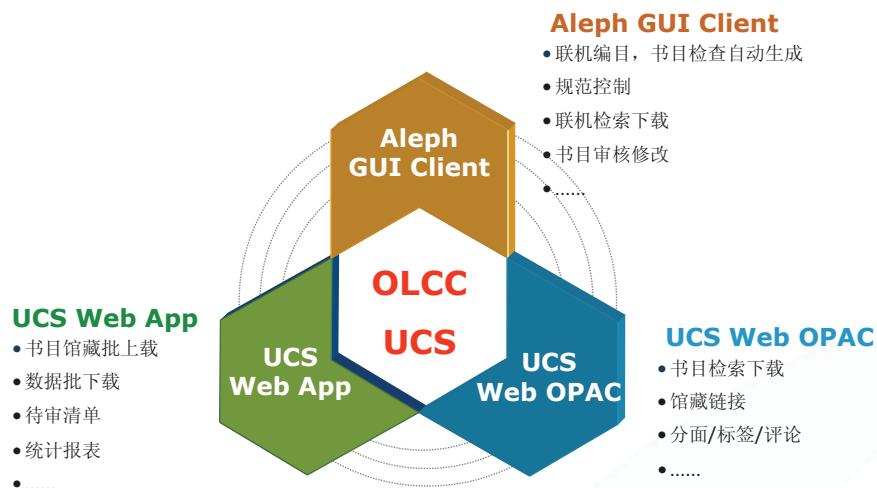 Aleph GUI Client
•联机编目，书目检查自动生成
•规范控制
•联机检索下载
•书目审核修改
•......
Aleph
GUI Client
OLCC
UCS
UCS Web App
•书目馆藏批上载
•数据批下载
•待审清单
•统计报表
•......
UCS
Web App
UCS
Web OPAC
UCS Web OPAC
•书目检索下载
•馆藏链接
•分面/标签/评论
•......